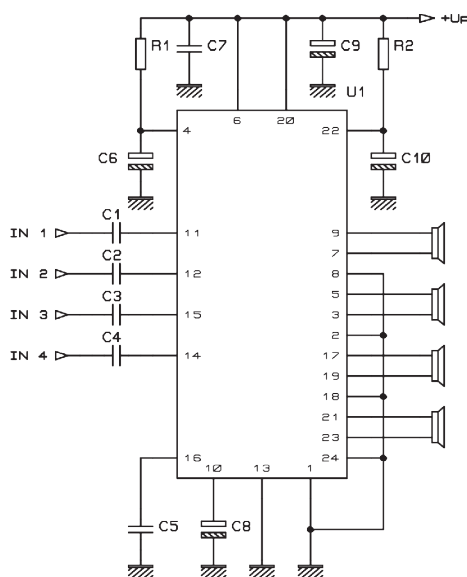 +Up
R1 C7 C9 R2
U1
6 20
4 22
C6 C10
C1
IN 1 11 9
7
C2
IN 2 12 8
C3 5
IN 3 15 3
C4 2
IN 4 14 17
19
18
21
23
16 24
10 13 1
C5 C8